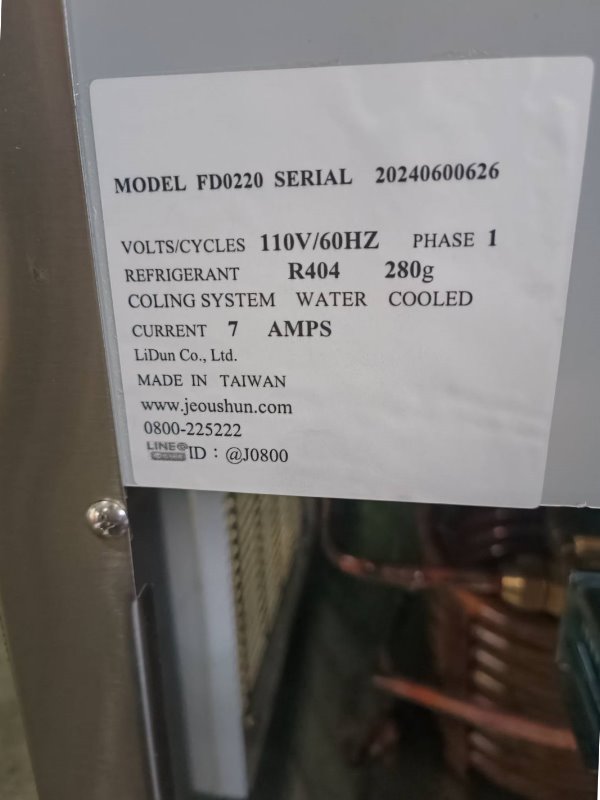 MODEL FD0220 SERIAL 20240600626
VOLTS/CYCLES 110V/60HZ PHASE 1
REFRIGERANT R404 280g
COLING SYSTEM WATER COOLED
CURRENT 7 AMPS
LiDun Co., Ltd.
MADE IN TAIWAN
www.jeoushun.com
0800-225222
LINE@ ID：@J0800